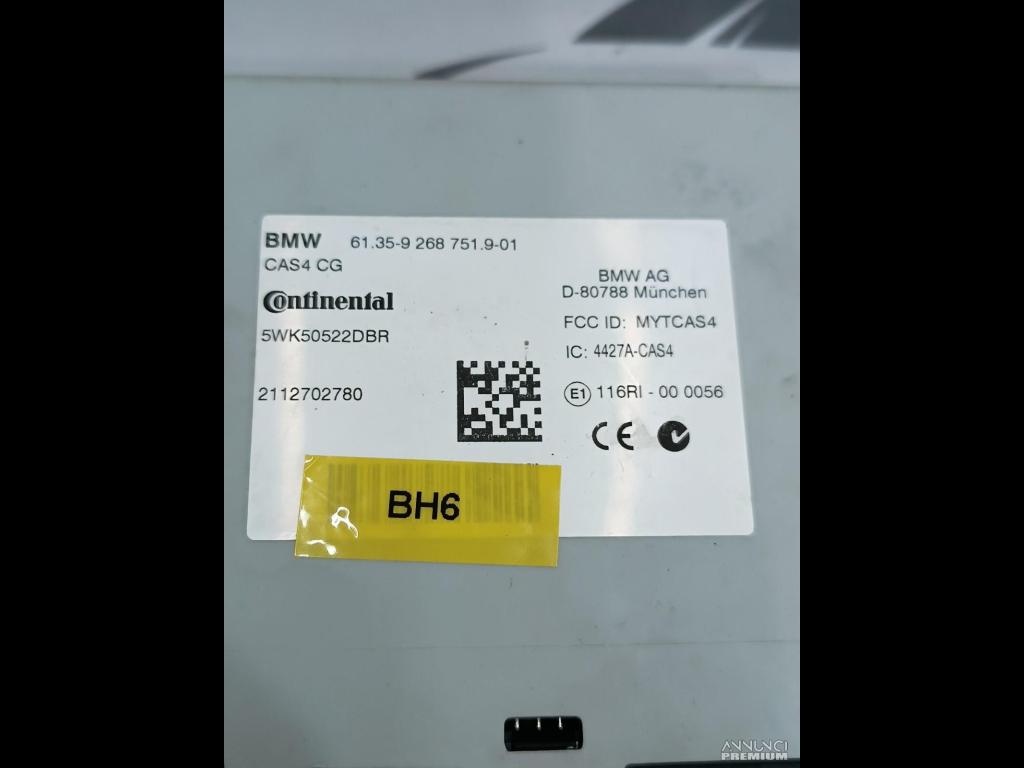 BMW 61.35-9 268 751.9-01
CAS4 CG
Continental
5WK50522DBR
2112702780
BMW AG
D-80788 München
FCC ID: MYTCAS4
IC: 4427A-CAS4
E1 116RI - 00 0056
CE
BH6
ANNUNCI
PREMIUM